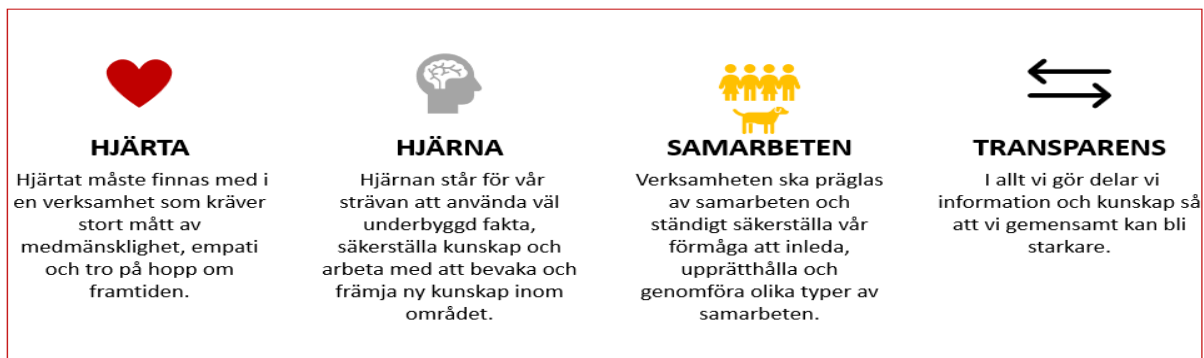 HJÄRTA
Hjärtat måste finnas med i
en verksamhet som kräver
stort mått av
medmänsklighet, empati
och tro på hopp om
framtiden.
HJÄRNA
Hjärnan står för vår
strävan att använda väl
underbyggd fakta,
säkerställa kunskap och
arbeta med att bevaka och
främja ny kunskap inom
området.
SAMARBETEN
Verksamheten ska präglas
av samarbeten och
ständigt säkerställa vår
förmåga att inleda,
upprätthålla och
genomföra olika typer av
samarbeten.
TRANSPARENS
I allt vi gör delar vi
information och kunskap så
att vi gemensamt kan bli
starkare.